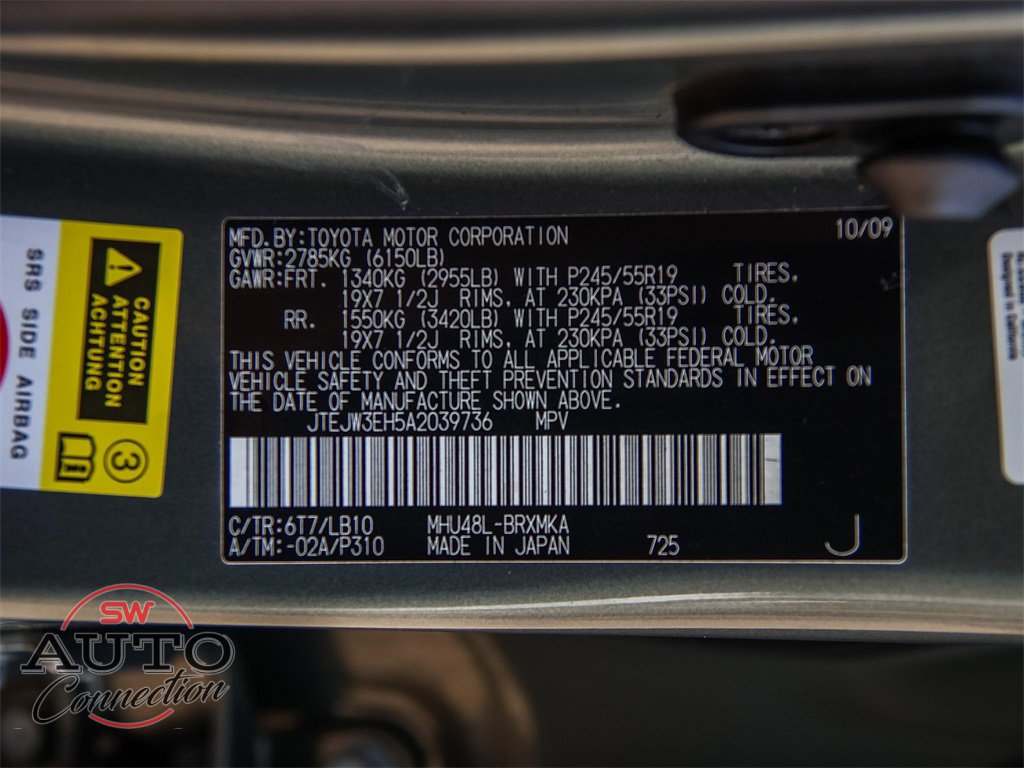 MFD.BY:TOYOTA MOTOR CORPORATION 10/09
GVWR:2785KG (6150LB)
GAWR:FRT. 1340KG (2955LB) WITH P245/55R19 TIRES.
19X7 1/2J RIMS. AT 230KPA (33PSI) COLD.
RR. 1550KG (3420LB) WITH P245/55R19 TIRES.
19X7 1/2J RIMS. AT 230KPA (33PSI) COLD.
THIS VEHICLE CONFORMS TO ALL APPLICABLE FEDERAL MOTOR
VEHICLE SAFETY AND THEFT PREVENTION STANDARDS IN EFFECT ON
THE DATE OF MANUFACTURE SHOWN ABOVE.
JTEJW3EH5A2039736 MPV
C/TR:6T7/LB10 MHU48L-BRXMKA
A/TM:-02A/P310 MADE IN JAPAN 725 J
CAUTION
ATTENTION
ACHTUNG
3
SRS SIDE AIRBAG
Designed in California
SW
AUTO
Connection